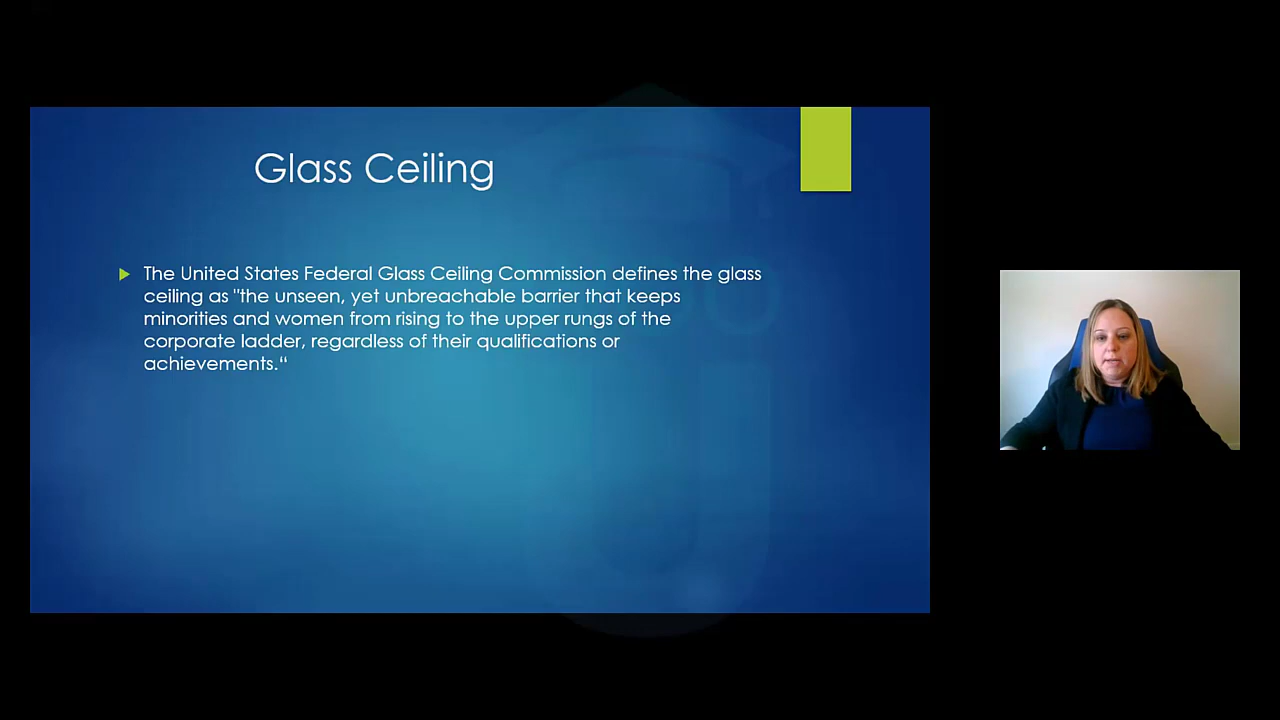 Glass Ceiling
The United States Federal Glass Ceiling Commission defines the glass
ceiling as "the unseen, yet unbreachable barrier that keeps
minorities and women from rising to the upper rungs of the
corporate ladder, regardless of their qualifications or
achievements.“